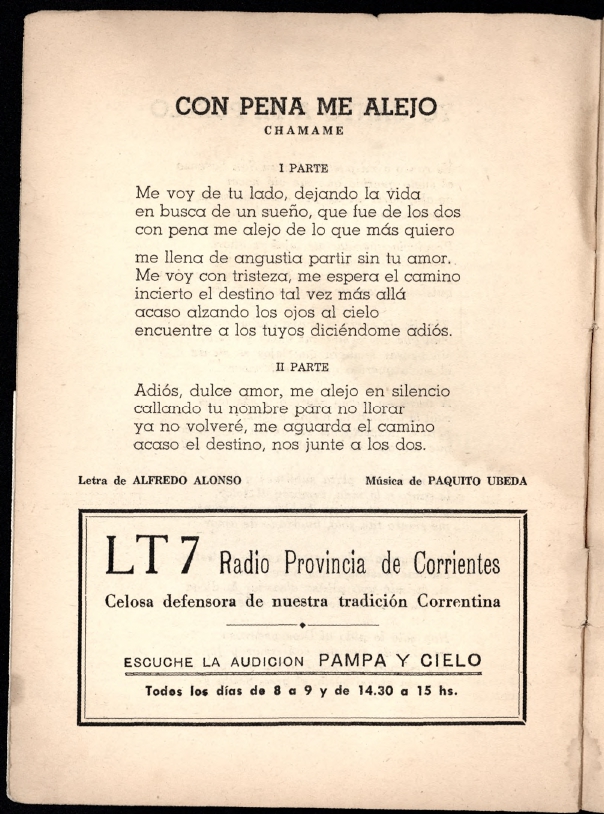 CON PENA ME ALEJO
CHAMAME
I PARTE
Me voy de tu lado, dejando la vida
en busca de un sueño, que fue de los dos
con pena me alejo de lo que más quiero
me llena de angustia partir sin tu amor.
Me voy con tristeza, me espera el camino
incierto el destino tal vez más allá
acaso alzando los ojos al cielo
encuentre a los tuyos diciéndome adiós.
II PARTE
Adiós, dulce amor, me alejo en silencio
callando tu nombre para no llorar
ya no volveré, me aguarda el camino
acaso el destino, nos junte a los dos.
Letra de ALFREDO ALONSO Música de PAQUITO UBEDA
LT 7 Radio Provincia de Corrientes
Celosa defensora de nuestra tradición Correntina
ESCUCHE LA AUDICION PAMPA Y CIELO
Todos los días de 8 a 9 y de 14.30 a 15 hs.